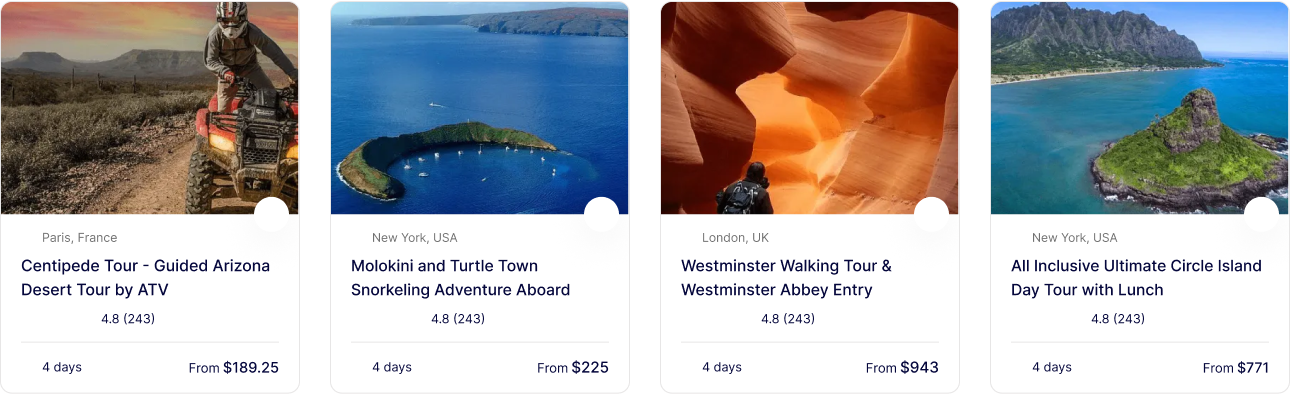 Paris, France
Centipede Tour - Guided Arizona
Desert Tour by ATV
4.8 (243)
4 days
From $189.25
New York, USA
Molokini and Turtle Town
Snorkeling Adventure Aboard
4.8 (243)
4 days
From $225
London, UK
Westminster Walking Tour &
Westminster Abbey Entry
4.8 (243)
4 days
From $943
New York, USA
All Inclusive Ultimate Circle Island
Day Tour with Lunch
4.8 (243)
4 days
From $771